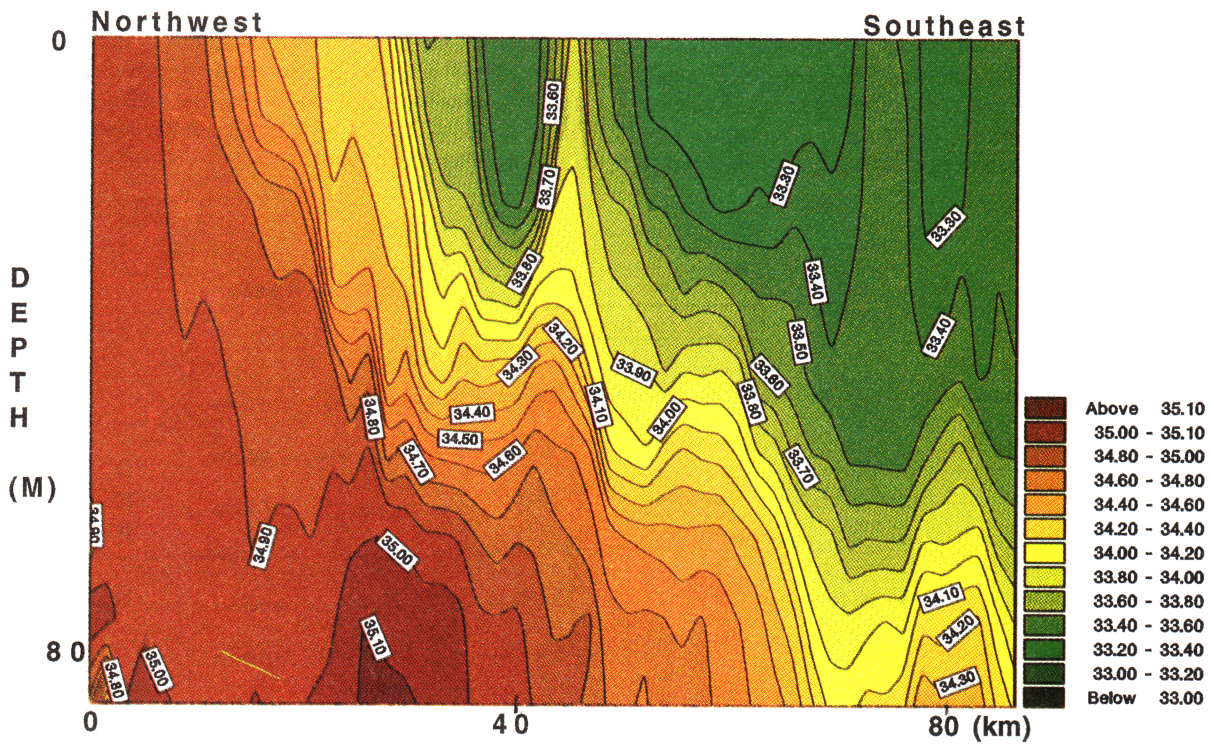 Northwest
Southeast
0
DEPTH
(M)
80
0
40
80 (km)
33.60
33.70
33.80
33.30
33.30
33.40
33.40
33.50
33.60
33.80
33.70
33.90
34.00
34.10
34.20
34.30
34.40
34.50
34.60
34.70
34.80
34.90
34.90
35.00
35.10
35.00
34.80
34.10
34.20
34.30
Above 35.10
35.00 - 35.10
34.80 - 35.00
34.60 - 34.80
34.40 - 34.60
34.20 - 34.40
34.00 - 34.20
33.80 - 34.00
33.60 - 33.80
33.40 - 33.60
33.20 - 33.40
33.00 - 33.20
Below 33.00